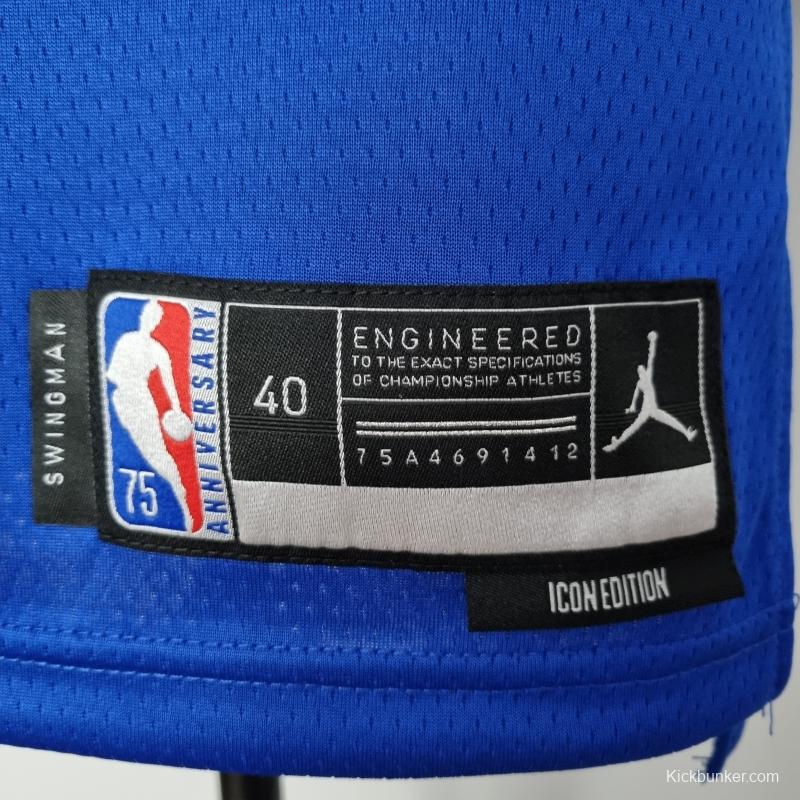 SWINGMAN
75
ANNIVERSARY
40
ENGINEERED
TO THE EXACT SPECIFICATIONS
OF CHAMPIONSHIP ATHLETES
75A4691412
ICON EDITION
Kickbunker.com